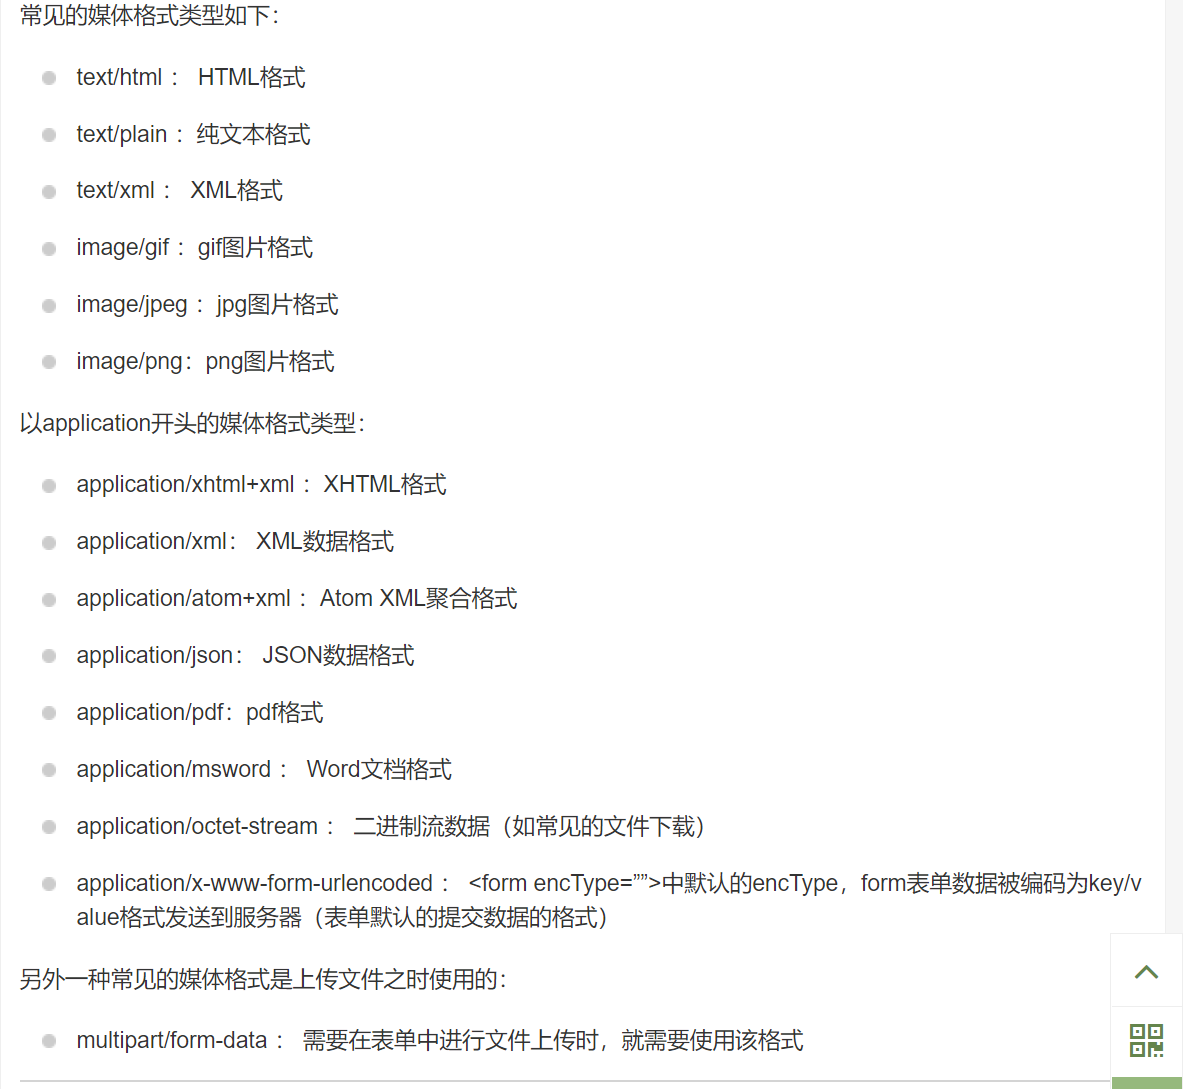 常见的媒体格式类型如下：
text/html ： HTML格式
text/plain ：纯文本格式
text/xml ： XML格式
image/gif ：gif图片格式
image/jpeg ：jpg图片格式
image/png：png图片格式
以application开头的媒体格式类型：
application/xhtml+xml ：XHTML格式
application/xml： XML数据格式
application/atom+xml ：Atom XML聚合格式
application/json： JSON数据格式
application/pdf：pdf格式
application/msword ： Word文档格式
application/octet-stream ： 二进制流数据（如常见的文件下载）
application/x-www-form-urlencoded ： <form encType=””>中默认的encType，form表单数据被编码为key/v
alue格式发送到服务器（表单默认的提交数据的格式）
另外一种常见的媒体格式是上传文件之时使用的：
multipart/form-data ： 需要在表单中进行文件上传时，就需要使用该格式